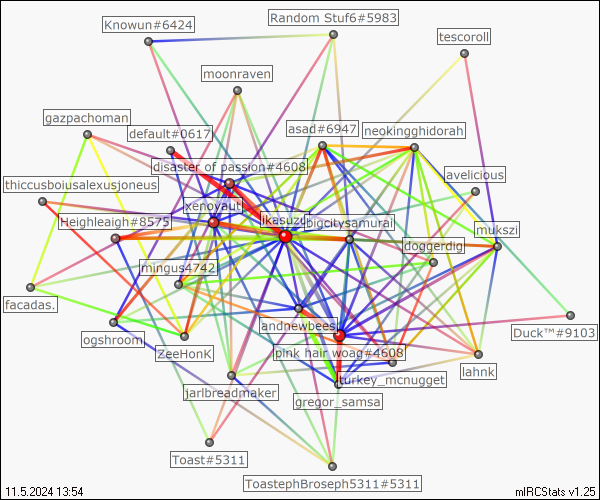 Random Stuf6#5983
Knowun#6424
tescoroll
moonraven
gazpachoman
default#0617
asad#6947
neokingghidorah
disaster of passion#4608
avelicious
thiccusboiusalexusjoneus
xenoyaut
Heighleaigh#8575
bigcitysamurai
mukszi
doggerdig
mingus4742
facadas.
andnewbees
Duck™#9103
ogshroom
ZeeHonK
pink hair woag#4608
lahnk
turkey_mcnugget
jarlbreadmaker
gregor_samsa
Toast#5311
ToastephBroseph5311#5311
11.5.2024 13:54
mIRCStats v1.25